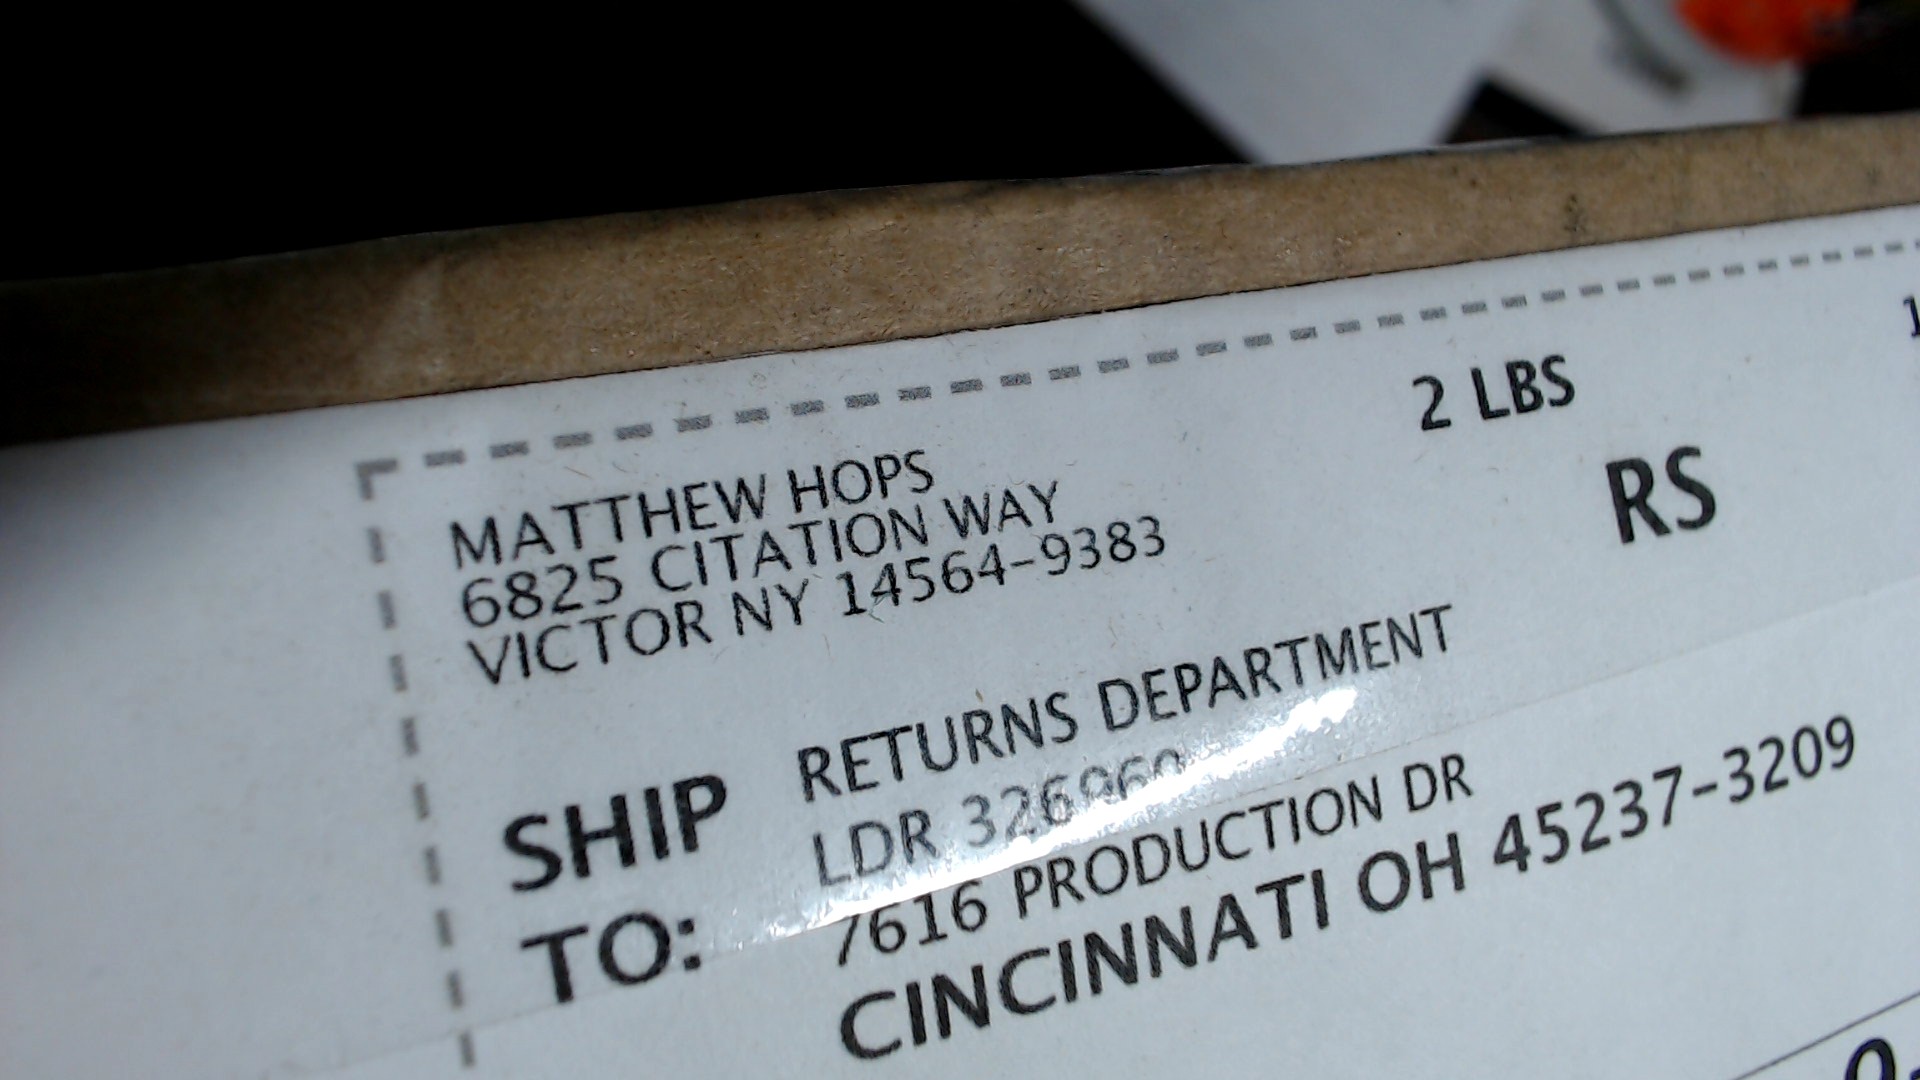 MATTHEW HOPS
6825 CITATION WAY
VICTOR NY 14564-9383
2 LBS
RS
SHIP TO:
RETURNS DEPARTMENT
LDR
7616 PRODUCTION DR
CINCINNATI OH 45237-3209